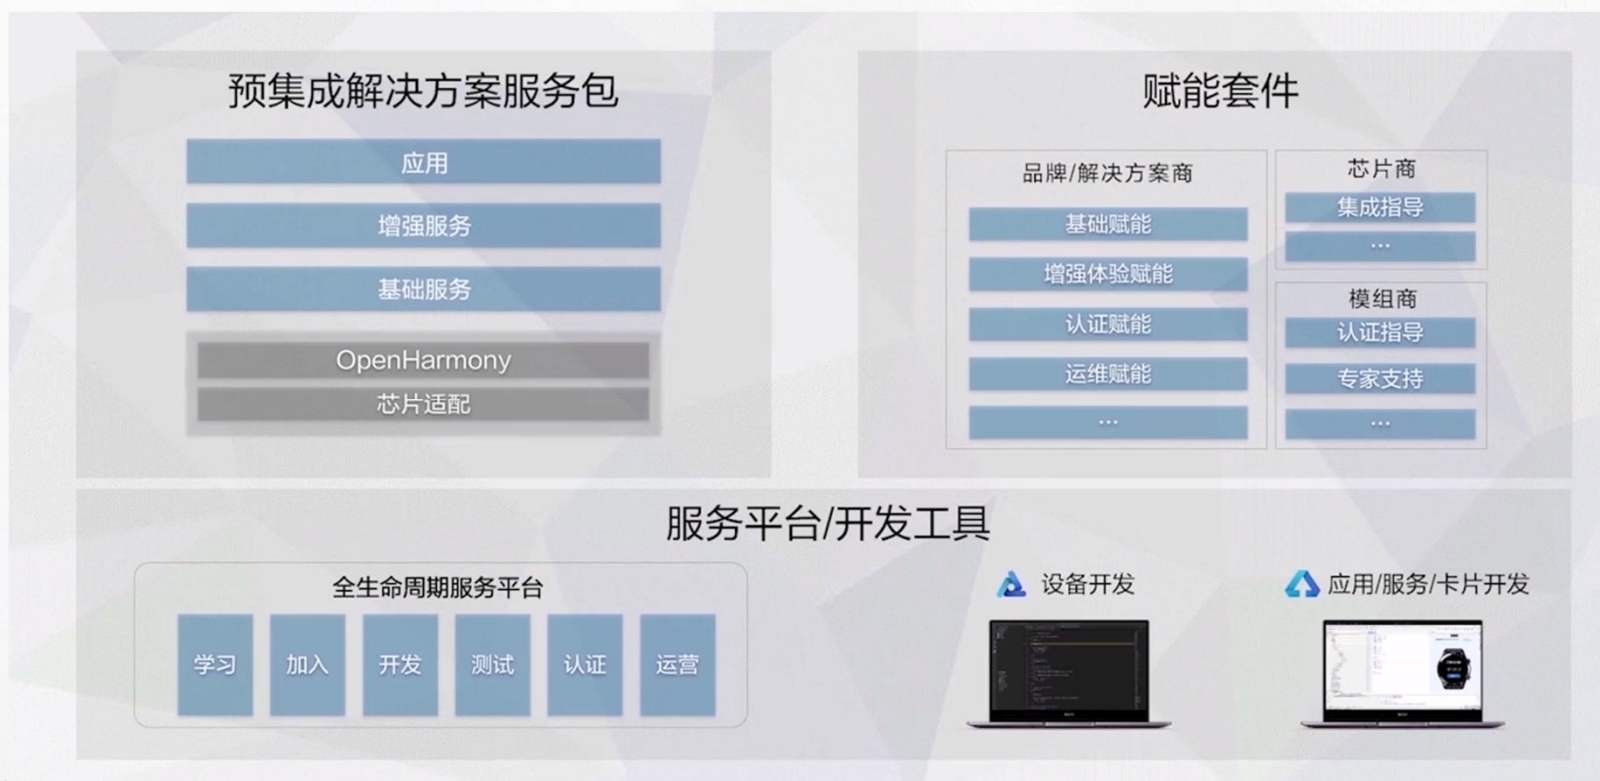 预集成解决方案服务包
应用
增强服务
基础服务
OpenHarmony
芯片适配
赋能套件
品牌/解决方案商
基础赋能
增强体验赋能
认证赋能
运维赋能
...
芯片商
集成指导
...
模组商
认证指导
专家支持
...
服务平台/开发工具
全生命周期服务平台
学习
加入
开发
测试
认证
运营
设备开发
应用/服务/卡片开发